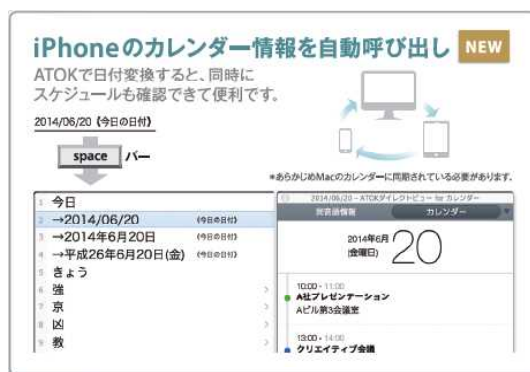 iPhoneのカレンダー情報を自動呼び出し NEW
ATOKで日付変換すると、同時に
スケジュールも確認できて便利です。
2014/06/20《今日の日付》
space バー
*あらかじめMacのカレンダーに同期されている必要があります。
1 今日
2 →2014/06/20 《今日の日付》
3 →2014年6月20日 《今日の日付》
4 →平成26年6月20日(金) 《今日の日付》
5 きょう
6 強
7 京
8 凶
9 教
2014/06/20 - ATOKダイレクトビュー for カレンダー
同音語情報 カレンダー
2014年6月
(金曜日)
20
10:00 - 11:00
A社プレゼンテーション
Aビル第3会議室
13:00 - 14:00
クリエイティブ会議